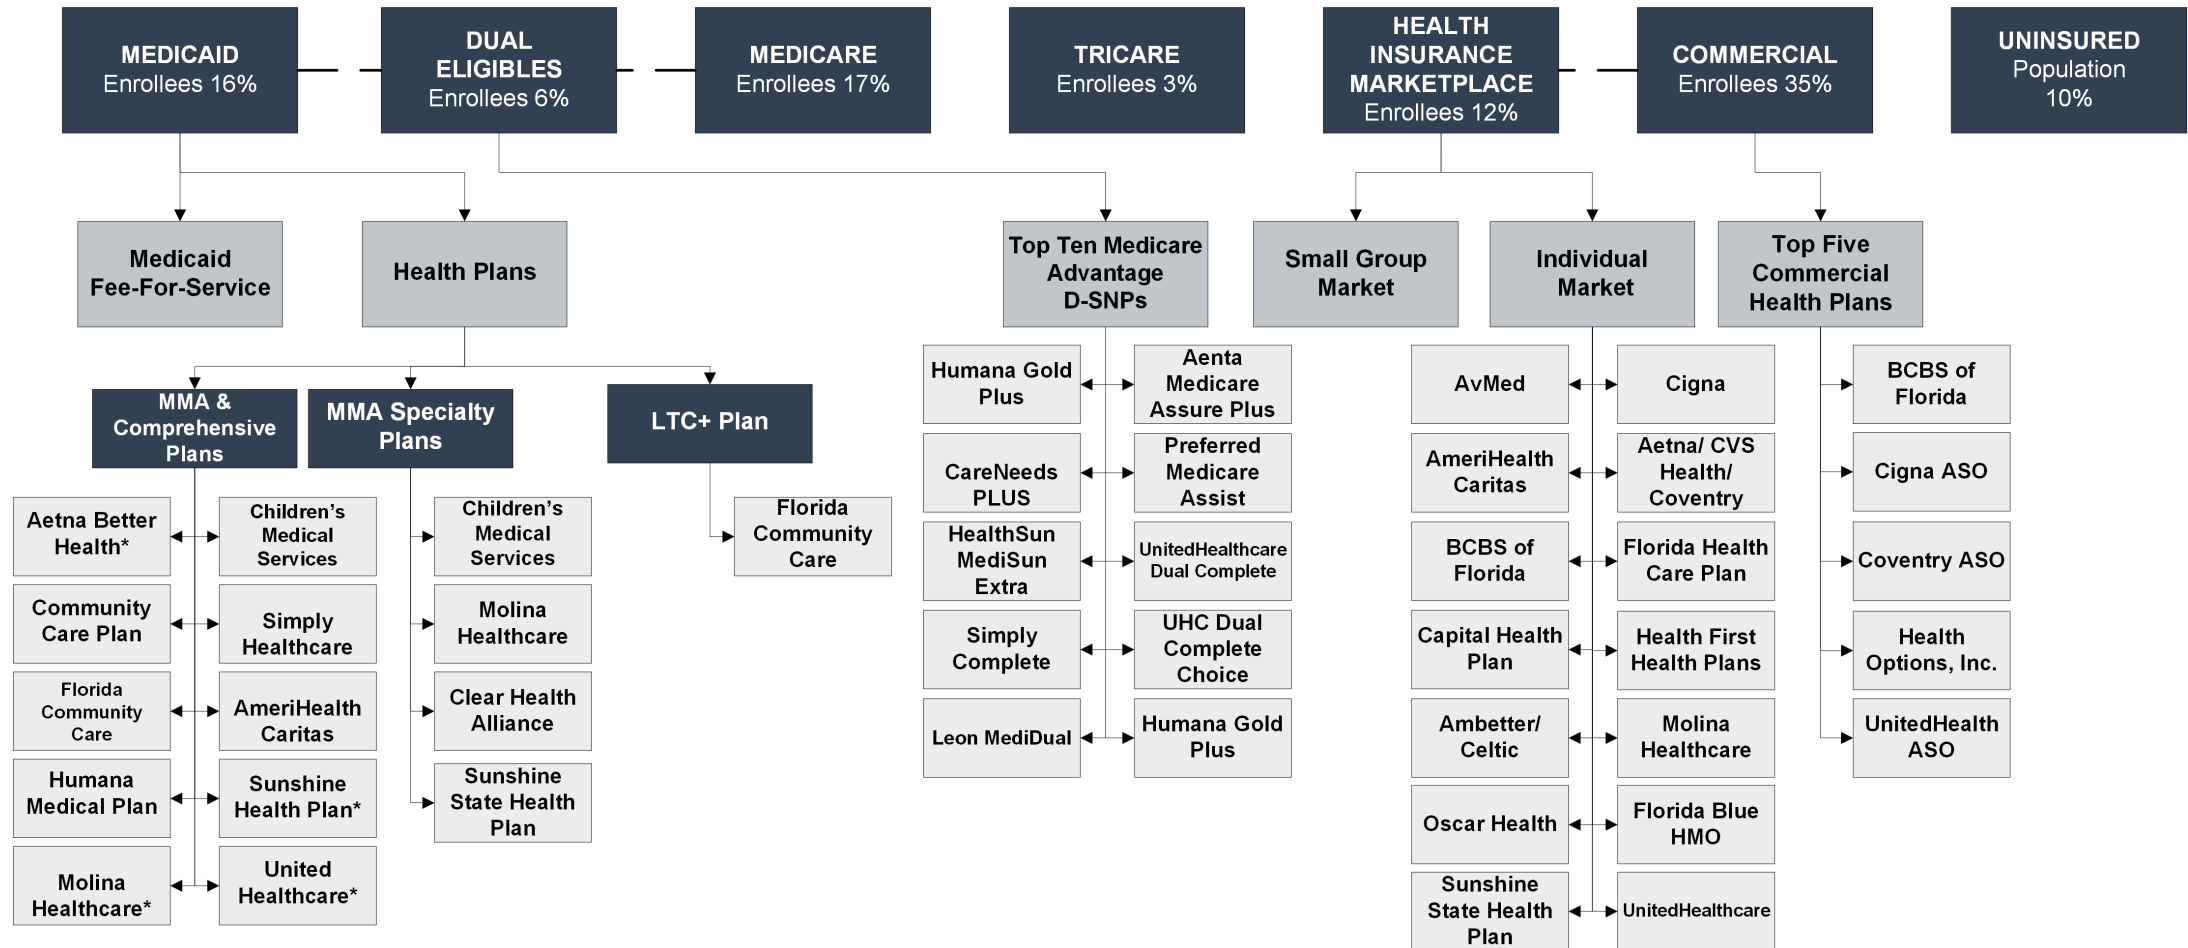 MEDICAID
Enrollees 16%
DUAL
ELIGIBLES
Enrollees 6%
MEDICARE
Enrollees 17%
TRICARE
Enrollees 3%
HEALTH
INSURANCE
MARKETPLACE
Enrollees 12%
COMMERCIAL
Enrollees 35%
UNINSURED
Population
10%
Medicaid
Fee-For-Service
Health Plans
Top Ten Medicare
Advantage
D-SNPs
Small Group
Market
Individual
Market
Top Five
Commercial
Health Plans
MMA &
Comprehensive
Plans
MMA Specialty
Plans
LTC+ Plan
Aetna Better
Health*
Children's
Medical
Services
Community
Care Plan
Simply
Healthcare
Florida
Community
Care
AmeriHealth
Caritas
Humana
Medical Plan
Sunshine
Health Plan*
Molina
Healthcare*
United
Healthcare*
Children's
Medical
Services
Molina
Healthcare
Clear Health
Alliance
Sunshine
State Health
Plan
Florida
Community
Care
Humana Gold
Plus
Aenta
Medicare
Assure Plus
CareNeeds
PLUS
Preferred
Medicare
Assist
HealthSun
MediSun
Extra
UnitedHealthcare
Dual Complete
Simply
Complete
UHC Dual
Complete
Choice
Leon MediDual
Humana Gold
Plus
AvMed
Cigna
AmeriHealth
Caritas
Aetna/ CVS
Health/
Coventry
BCBS of
Florida
Florida Health
Care Plan
Capital Health
Plan
Health First
Health Plans
Ambetter/
Celtic
Molina
Healthcare
Oscar Health
Florida Blue
HMO
Sunshine
State Health
Plan
UnitedHealthcare
BCBS of
Florida
Cigna ASO
Coventry ASO
Health
Options, Inc.
UnitedHealth
ASO